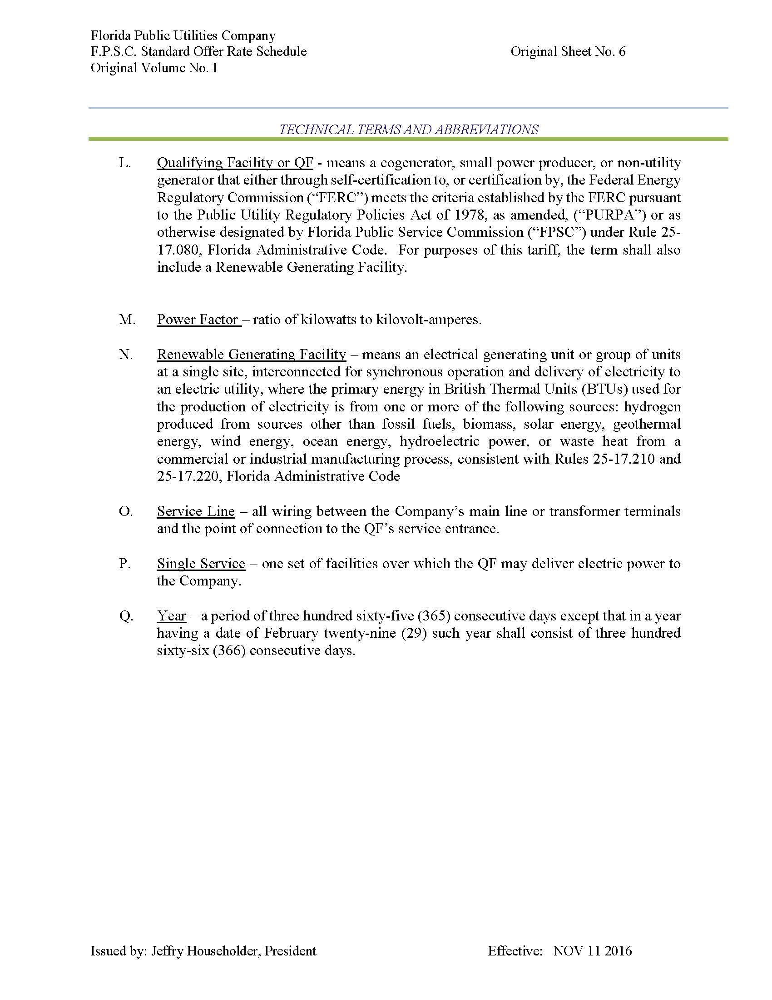 Florida Public Utilities Company
F.P.S.C. Standard Offer Rate Schedule Original Sheet No. 6
Original Volume No. I
TECHNICAL TERMS AND ABBREVIATIONS
L. Qualifying Facility or QF - means a cogenerator, small power producer, or non-utility
generator that either through self-certification to, or certification by, the Federal Energy
Regulatory Commission (“FERC”) meets the criteria established by the FERC pursuant
to the Public Utility Regulatory Policies Act of 1978, as amended, (“PURPA”) or as
otherwise designated by Florida Public Service Commission (“FPSC”) under Rule 25-
17.080, Florida Administrative Code. For purposes of this tariff, the term shall also
include a Renewable Generating Facility.
M. Power Factor – ratio of kilowatts to kilovolt-amperes.
N. Renewable Generating Facility – means an electrical generating unit or group of units
at a single site, interconnected for synchronous operation and delivery of electricity to
an electric utility, where the primary energy in British Thermal Units (BTUs) used for
the production of electricity is from one or more of the following sources: hydrogen
produced from sources other than fossil fuels, biomass, solar energy, geothermal
energy, wind energy, ocean energy, hydroelectric power, or waste heat from a
commercial or industrial manufacturing process, consistent with Rules 25-17.210 and
25-17.220, Florida Administrative Code
O. Service Line – all wiring between the Company’s main line or transformer terminals
and the point of connection to the QF’s service entrance.
P. Single Service – one set of facilities over which the QF may deliver electric power to
the Company.
Q. Year – a period of three hundred sixty-five (365) consecutive days except that in a year
having a date of February twenty-nine (29) such year shall consist of three hundred
sixty-six (366) consecutive days.
Issued by: Jeffry Householder, President Effective: NOV 11 2016